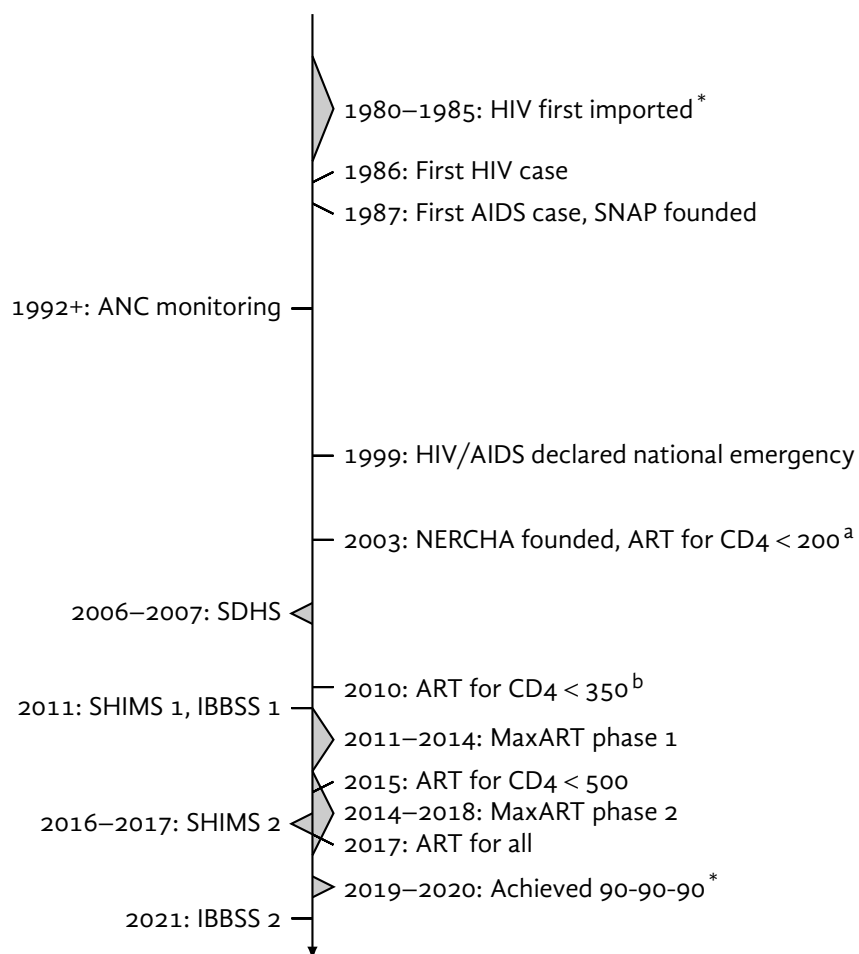 1980–1985: HIV first imported*
1986: First HIV case
1987: First AIDS case, SNAP founded
1992+: ANC monitoring
1999: HIV/AIDS declared national emergency
2003: NERCHA founded, ART for CD4 < 200a
2006–2007: SDHS
2010: ART for CD4 < 350b
2011: SHIMS 1, IBBSS 1
2011–2014: MaxART phase 1
2015: ART for CD4 < 500
2014–2018: MaxART phase 2
2016–2017: SHIMS 2
2017: ART for all
2019–2020: Achieved 90-90-90*
2021: IBBSS 2